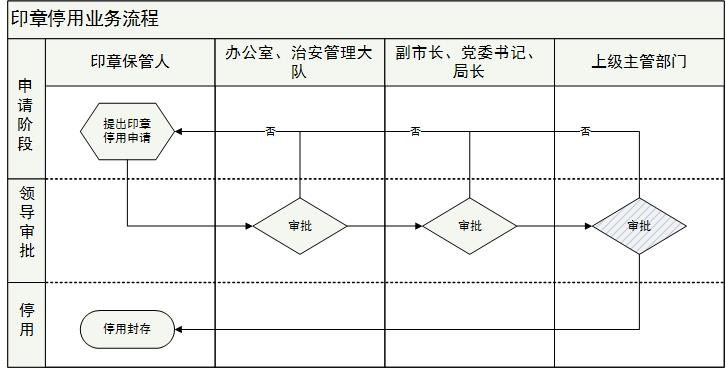 印章停用业务流程
印章保管人
办公室、治安管理大
队
副市长、党委书记、
局长
上级主管部门
申请阶段
提出印章
停用申请
否
否
否
领导审批
审批
审批
审批
停用
停用封存